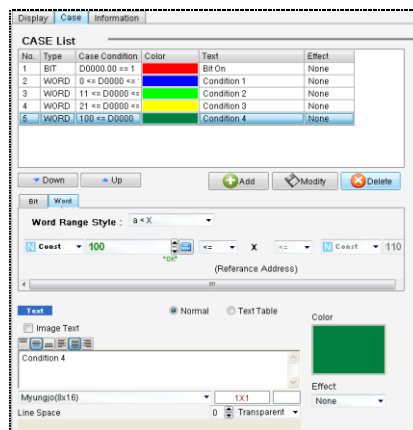 Display Case Information
CASE List
No. Type Case Condition Color Text Effect
1 BIT D0000.00 == 1 Bit On None
2 WORD 0 <= D0000 <= Condition 1 None
3 WORD 11 <= D0000 <= Condition 2 None
4 WORD 21 <= D0000 <= Condition 3 None
5 WORD 100 <= D0000 Condition 4 None
Down Up Add Modify Delete
Bit Word
Word Range Style : a < X
N Const 100 <= X <= N Const 110
"OK"
(Referance Address)
Text Normal Text Table
Image Text
Color
Condition 4
Effect
Myungjo(8x16) 1X1 None
Line Space 0 Transparent